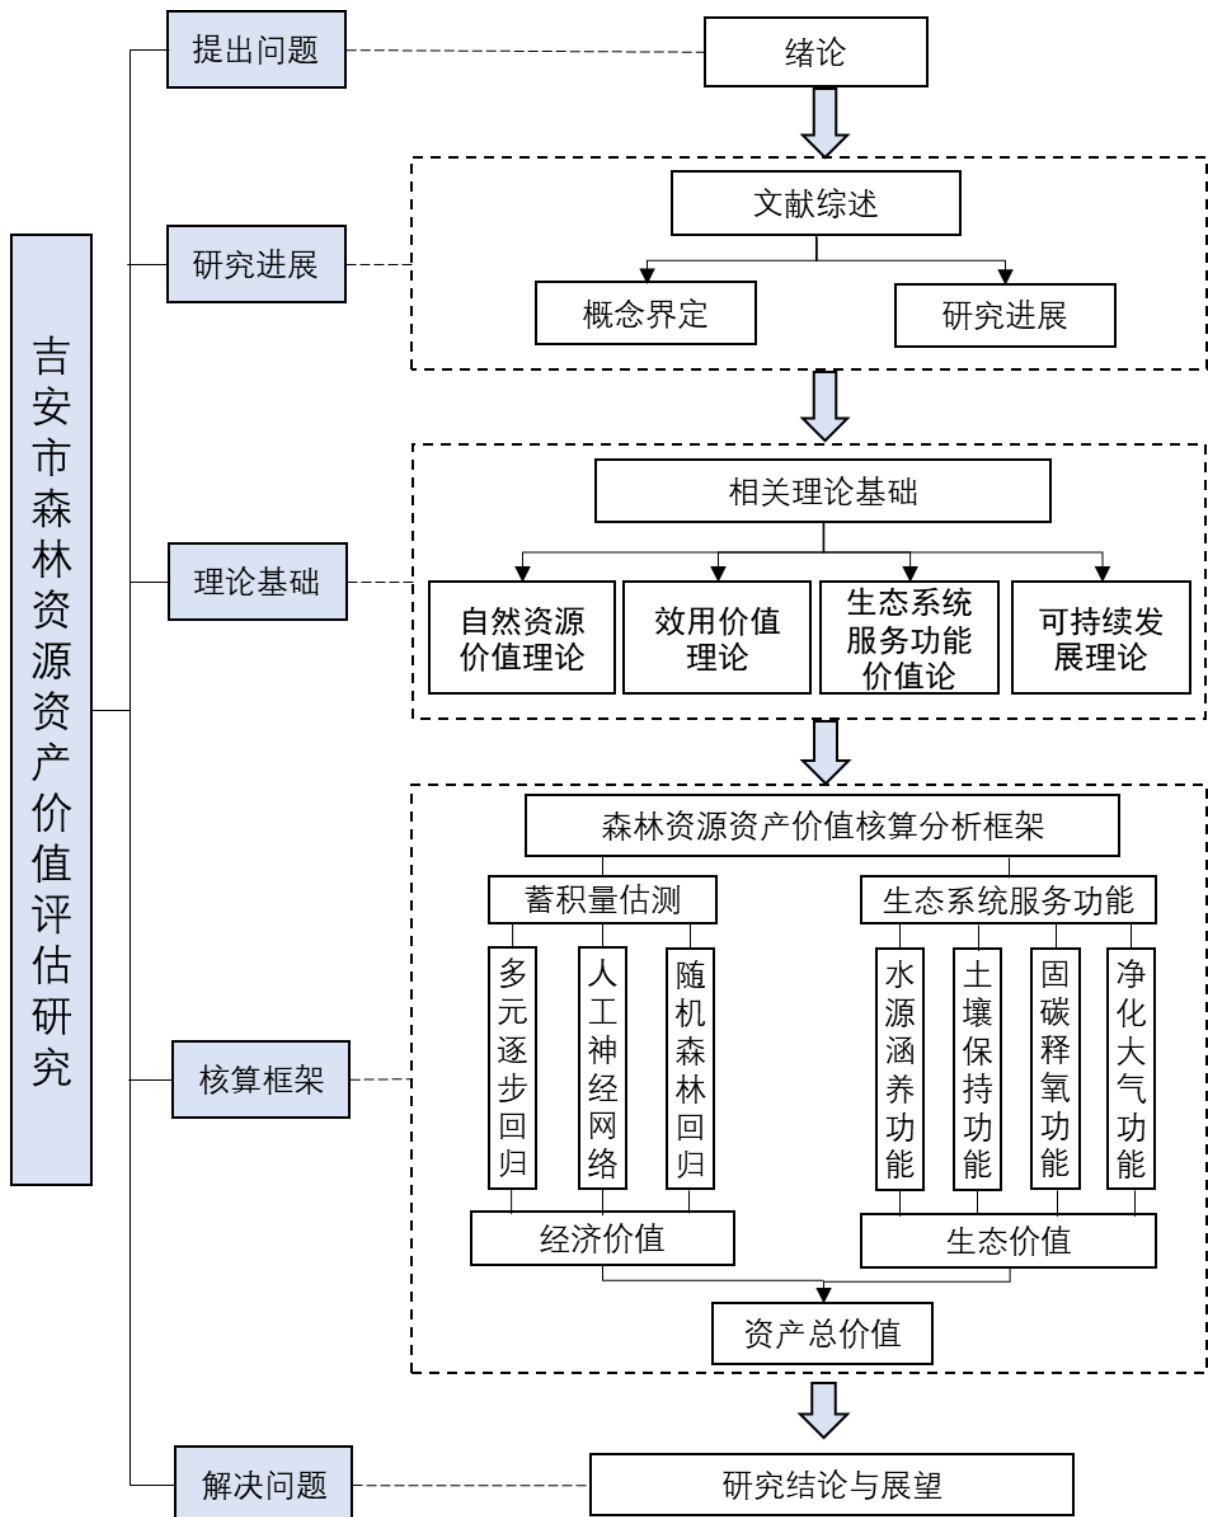 吉安市森林资源资产价值评估研究
提出问题
绪论
研究进展
文献综述
概念界定
研究进展
理论基础
相关理论基础
自然资源
价值理论
效用价值
理论
生态系统
服务功能
价值论
可持续发
展理论
核算框架
森林资源资产价值核算分析框架
蓄积量估测
生态系统服务功能
多元逐步回归
人工神经网络
随机森林回归
水源涵养功能
土壤保持功能
固碳释氧功能
净化大气功能
经济价值
生态价值
资产总价值
解决问题
研究结论与展望